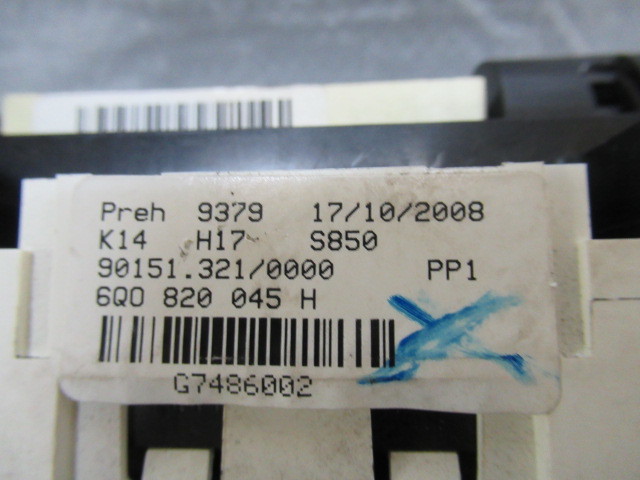 Preh 9379 17/10/2008
K14 H17 S850
90151.321/0000 PP1
6Q0 820 045 H
G7486002